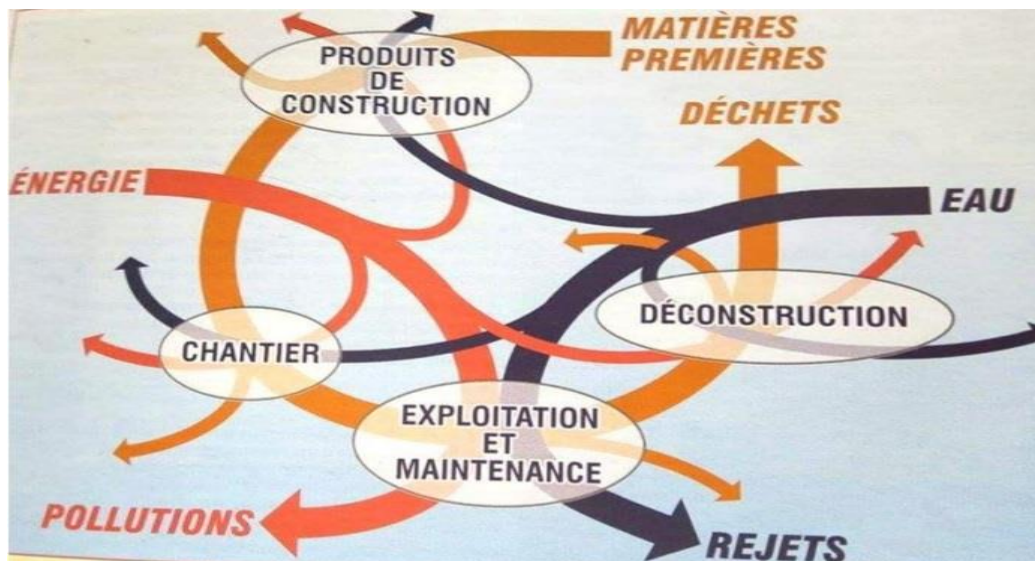 PRODUITS
DE
CONSTRUCTION
MATIÈRES
PREMIÈRES
DÉCHETS
ÉNERGIE
EAU
CHANTIER
DÉCONSTRUCTION
EXPLOITATION
ET
MAINTENANCE
POLLUTIONS
REJETS